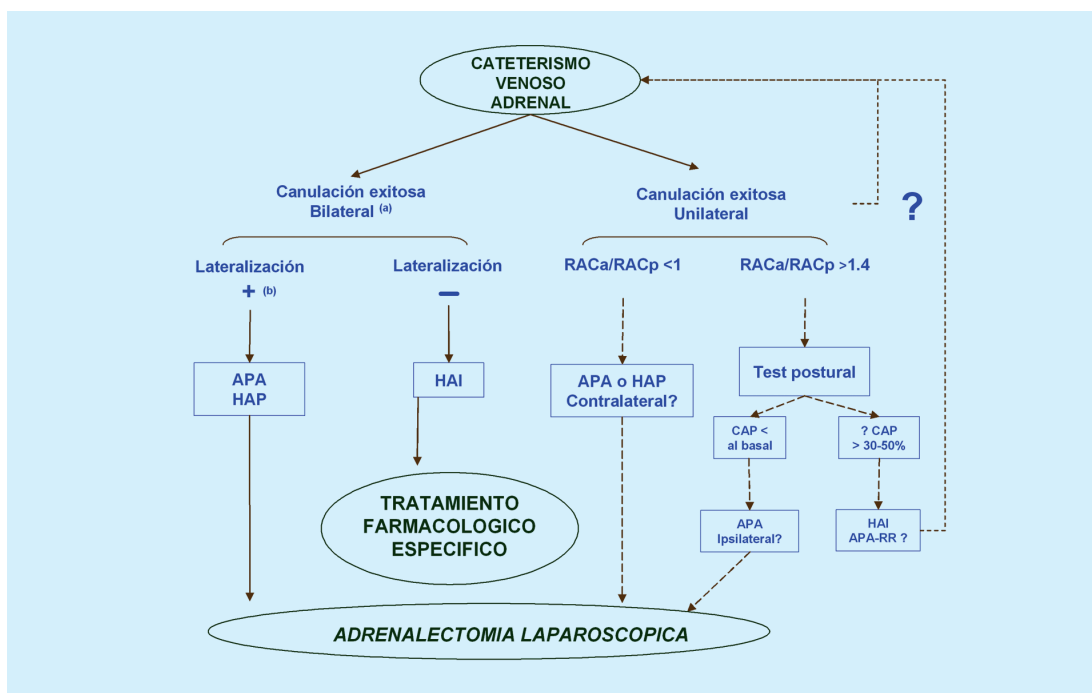 CATETERISMO
VENOSO
ADRENAL
Canulación exitosa
Bilateral (a)
Canulación exitosa
Unilateral
?
Lateralización
+ (b)
Lateralización
−
RACa/RACp <1
RACa/RACp >1.4
APA
HAP
HAI
APA o HAP
Contralateral?
Test postural
CAP <
al basal
? CAP
> 30-50%
TRATAMIENTO
FARMACOLOGICO
ESPECIFICO
APA
Ipsilateral?
HAI
APA-RR ?
ADRENALECTOMIA LAPAROSCOPICA